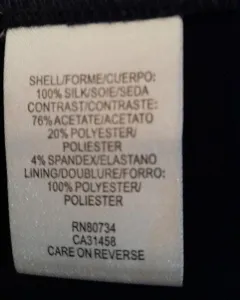 SHELL/FORME/CUERPO:
100% SILK/SOIE/SEDA
CONTRAST/CONTRASTE:
76% ACETATE/ACETATO
20% POLYESTER/
POLIESTER
4% SPANDEX/ELASTANO
LINING/DOUBLURE/FORRO:
100% POLYESTER/
POLIESTER
RN80734
CA31458
CARE ON REVERSE